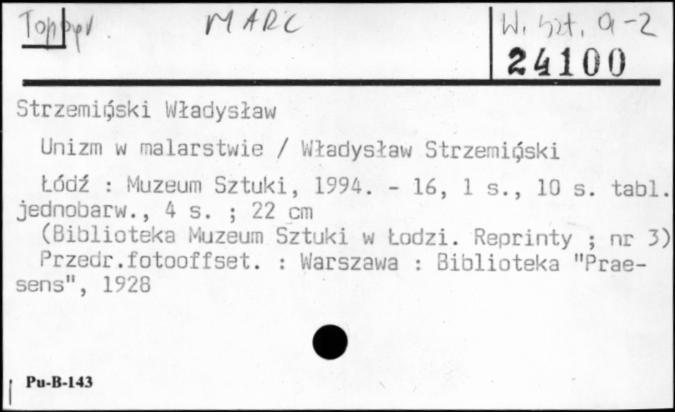 MARC
W. szt. a-2
24100
Strzemiński Władysław
Unizm w malarstwie / Władysław Strzemiński
Łódź : Muzeum Sztuki, 1994. - 16, 1 s., 10 s. tabl.
jednobarw., 4 s. ; 22 cm
(Biblioteka Muzeum Sztuki w Łodzi. Reprinty ; nr 3)
Przedr.fotooffset. : Warszawa : Biblioteka "Prae-
sens", 1928
Pu-B-143